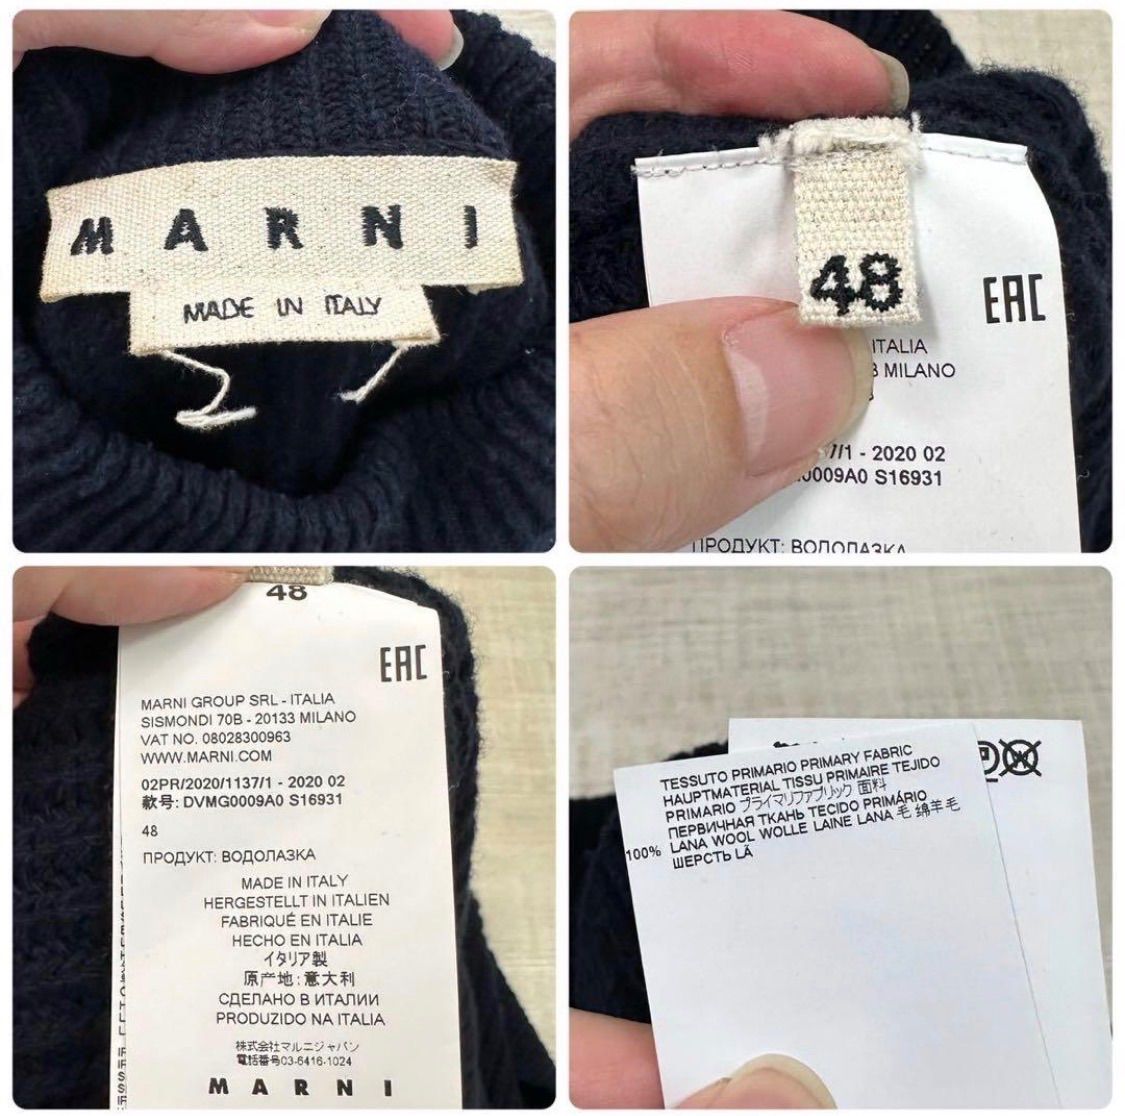 MARNI
MADE IN ITALY
48
EAC
ITALIA
MILANO
7/1 - 2020 02
0009A0 S16931
ПРОДУКТ: ВОДОЛАЗКА
48
EAC
MARNI GROUP SRL - ITALIA
SISMONDI 70B - 20133 MILANO
VAT NO. 08028300963
WWW.MARNI.COM
02PR/2020/1137/1 - 2020 02
款号: DVMG0009A0 S16931
48
ПРОДУКТ: ВОДОЛАЗКА
MADE IN ITALY
HERGESTELLT IN ITALIEN
FABRIQUÉ EN ITALIE
HECHO EN ITALIA
イタリア製
原产地: 意大利
СДЕЛАНО В ИТАЛИИ
PRODUZIDO NA ITALIA
株式会社マルニジャパン
電話番号03-6416-1024
MARNI
TESSUTO PRIMARIO PRIMARY FABRIC
HAUPTMATERIAL TISSU PRIMAIRE TEJIDO
PRIMARIO プライマリファブリック 面料
ПЕРВИЧНАЯ ТКАНЬ TECIDO PRIMÁRIO
100% LANA WOOL WOLLE LAINE LANA 毛 绵羊毛
ШЕРСТЬ LÃ